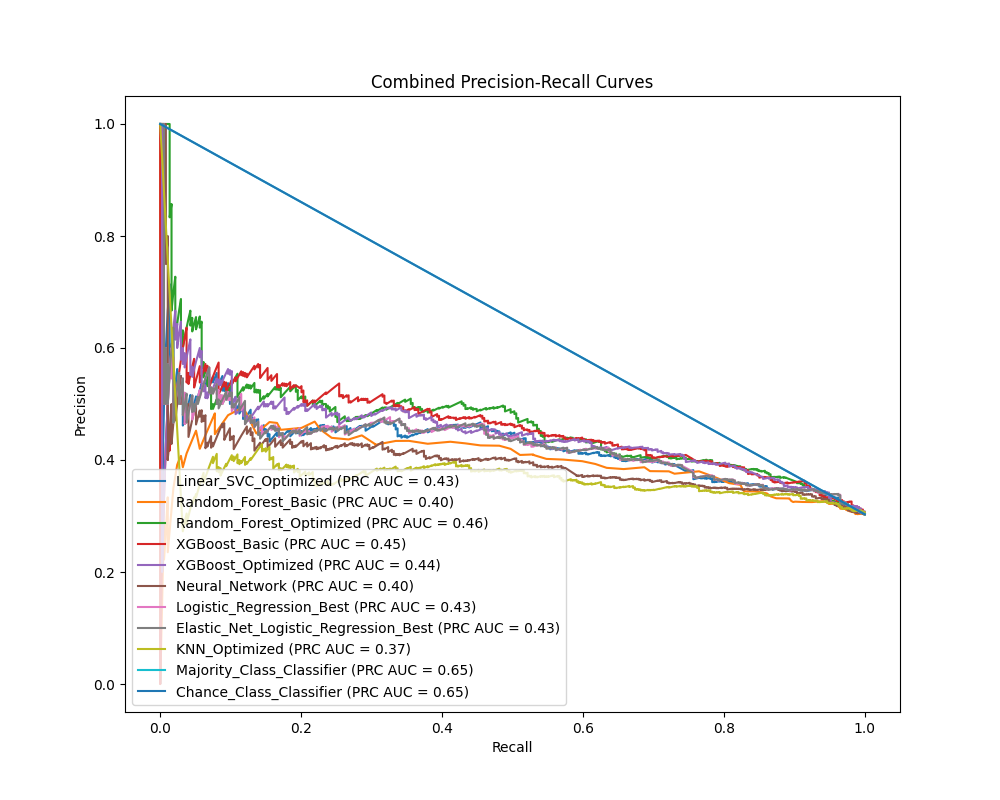 Combined Precision-Recall Curves
Precision
1.0
0.8
0.6
0.4
0.2
0.0
Linear_SVC_Optimized (PRC AUC = 0.43)
Random_Forest_Basic (PRC AUC = 0.40)
Random_Forest_Optimized (PRC AUC = 0.46)
XGBoost_Basic (PRC AUC = 0.45)
XGBoost_Optimized (PRC AUC = 0.44)
Neural_Network (PRC AUC = 0.40)
Logistic_Regression_Best (PRC AUC = 0.43)
Elastic_Net_Logistic_Regression_Best (PRC AUC = 0.43)
KNN_Optimized (PRC AUC = 0.37)
Majority_Class_Classifier (PRC AUC = 0.65)
Chance_Class_Classifier (PRC AUC = 0.65)
0.0 0.2 0.4 0.6 0.8 1.0
Recall